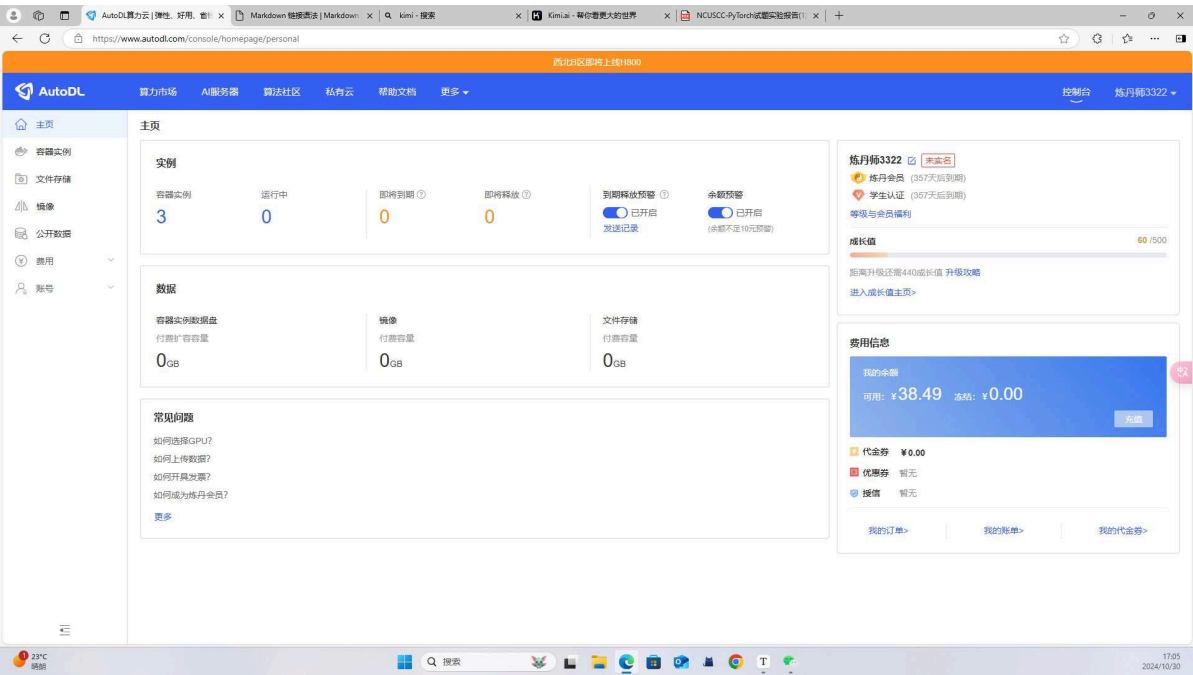 AutoDL算力云 | 弹性、好用、省
Markdown 链接语法 | Markdown
kimi - 搜索
Kimi.ai - 帮你看更大的世界
NCUSCC-PyTorch试题实验报告(1
https://www.autodl.com/console/homepage/personal
西北B区即将上线H800
AutoDL
算力市场 AI服务器 算法社区 私有云 帮助文档 更多
控制台 炼丹师3322
主页
容器实例
文件存储
镜像
公开数据
费用
账号
主页
实例
容器实例
3
运行中
0
即将到期
0
即将释放
0
到期释放预警
已开启
发送记录
余额预警
已开启
(余额不足10元预警)
数据
容器实例数据盘
付费扩容容量
0GB
镜像
付费容量
0GB
文件存储
付费容量
0GB
常见问题
如何选择GPU?
如何上传数据?
如何开具发票?
如何成为炼丹会员?
更多
炼丹师3322 未实名
炼丹会员 (357天后到期)
学生认证 (357天后到期)
等级与会员福利
成长值 60 /500
距离升级还需440成长值 升级攻略
进入成长值主页>
费用信息
我的余额
可用: ¥38.49 冻结: ¥0.00
充值
代金券 ¥0.00
优惠券 暂无
授信 暂无
我的订单> 我的账单> 我的代金券>
1
23°C
晴朗
搜索
17:05
2024/10/30